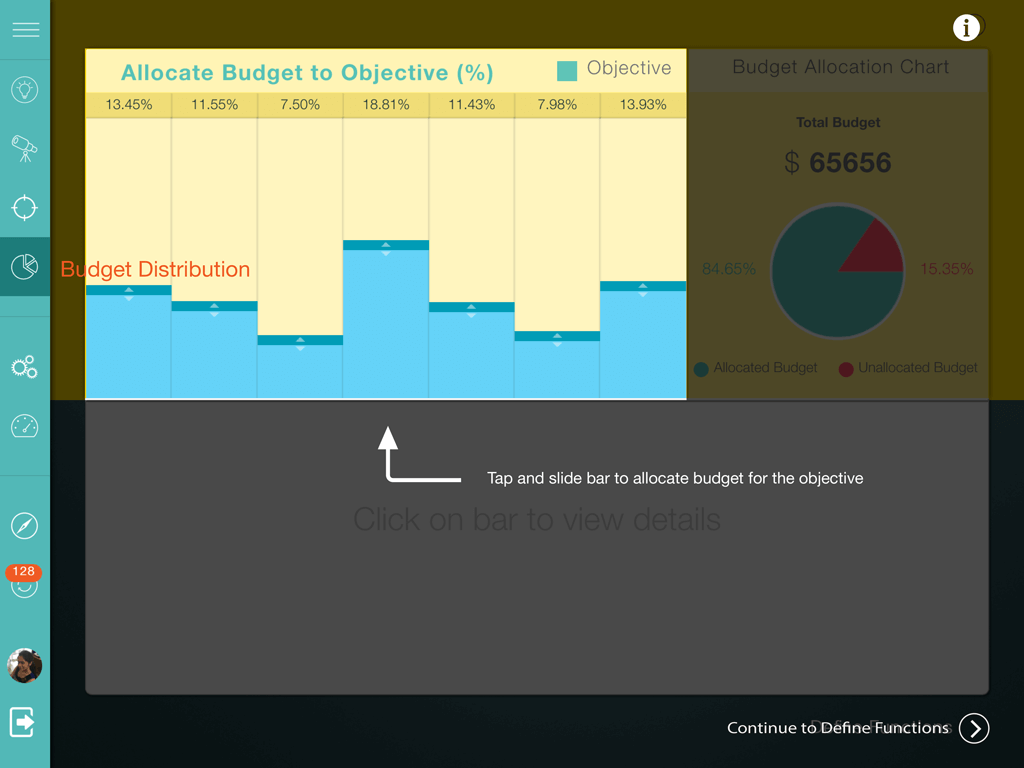 Allocate Budget to Objective (%)
Objective
Budget Allocation Chart
13.45% 11.55% 7.50% 18.81% 11.43% 7.98% 13.93%
Total Budget
$ 65656
Budget Distribution
84.65%
15.35%
Allocated Budget
Unallocated Budget
Tap and slide bar to allocate budget for the objective
Click on bar to view details
128
Continue to Define Functions
Define Functions